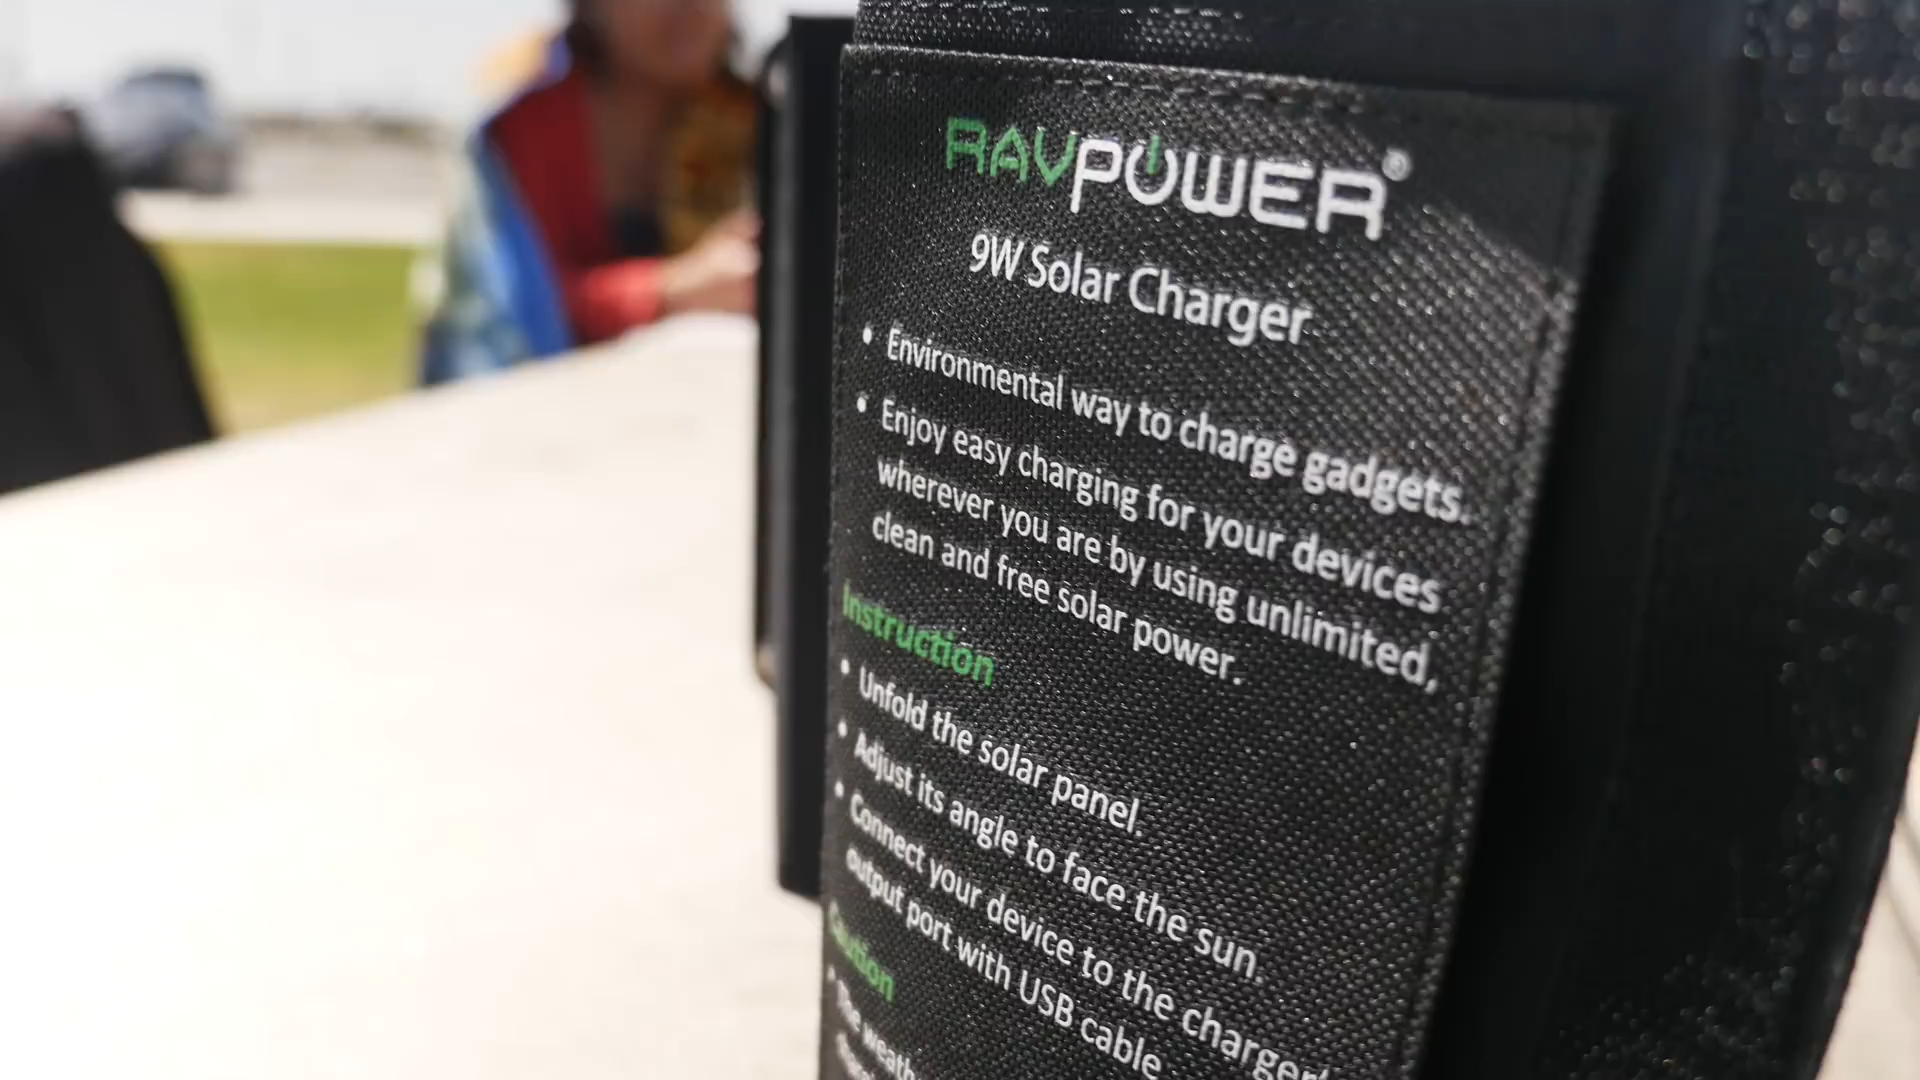 RAVPOWER®
9W Solar Charger
• Environmental way to charge gadgets.
• Enjoy easy charging for your devices
wherever you are by using unlimited,
clean and free solar power.
Instruction
• Unfold the solar panel.
• Adjust its angle to face the sun.
• Connect your device to the charger's
output port with USB cable.
Caution